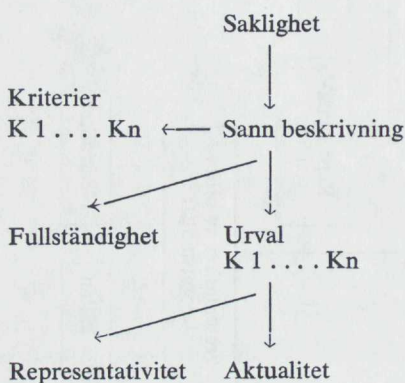 Saklighet
Kriterier
K 1 . . . . Kn
Sann beskrivning
Fullständighet
Urval
K 1 . . . . Kn
Representativitet
Aktualitet